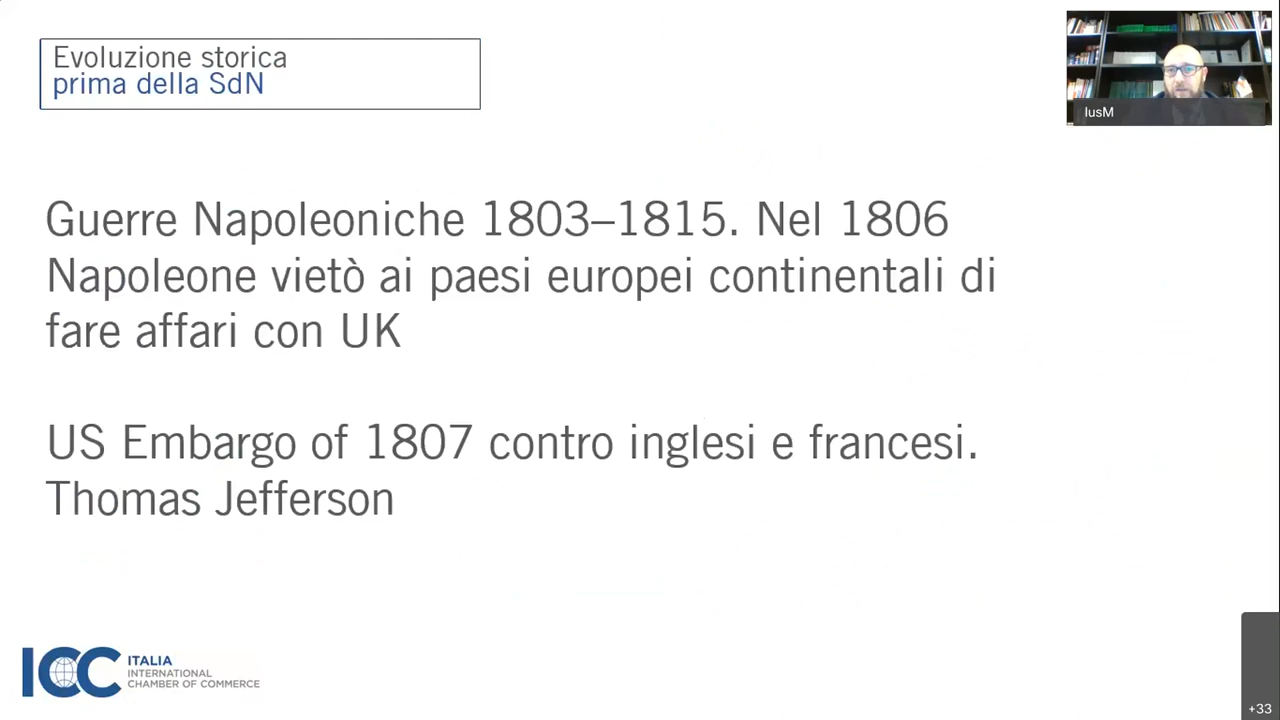 Evoluzione storica
prima della SdN
IusM
Guerre Napoleoniche 1803–1815. Nel 1806
Napoleone vietò ai paesi europei continentali di
fare affari con UK
US Embargo of 1807 contro inglesi e francesi.
Thomas Jefferson
ICC
ITALIA
INTERNATIONAL
CHAMBER OF COMMERCE
+33